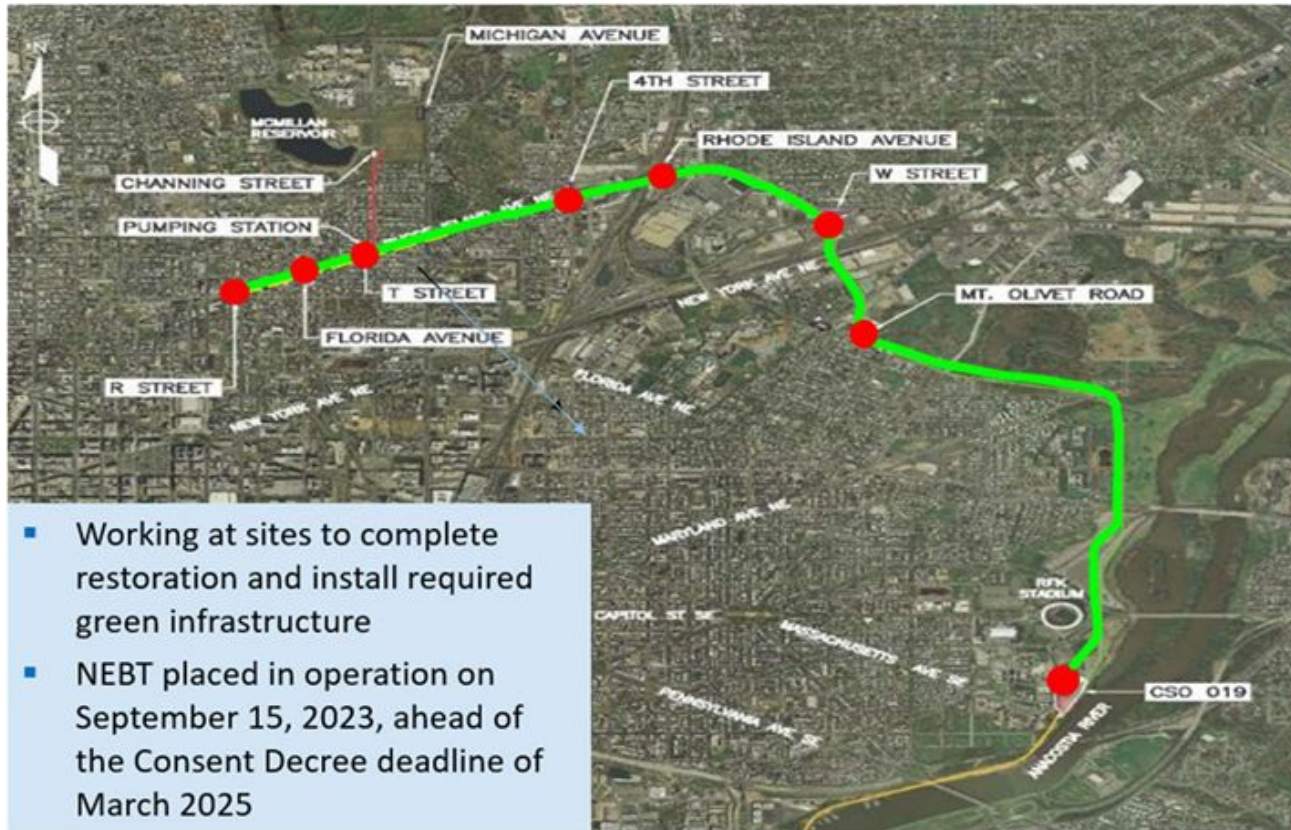 MICHIGAN AVENUE
N
4TH STREET
MCMILLAN
RESERVOIR
RHODE ISLAND AVENUE
CHANNING STREET
W STREET
PUMPING STATION
ISLAND AVE NE
NEW YORK AVE NE
T STREET
MT. OLIVET ROAD
FLORIDA AVENUE
R STREET
FLORIDA AVE NE
NEW YORK AVE NE
MARYLAND AVE NE
RFK
STADIUM
CAPITOL ST SE
MASSACHUSETTS AVE SE
CSO 019
PENNSYLVANIA AVE SE
ANACOSTIA RIVER
▪ Working at sites to complete
restoration and install required
green infrastructure
▪ NEBT placed in operation on
September 15, 2023, ahead of
the Consent Decree deadline of
March 2025